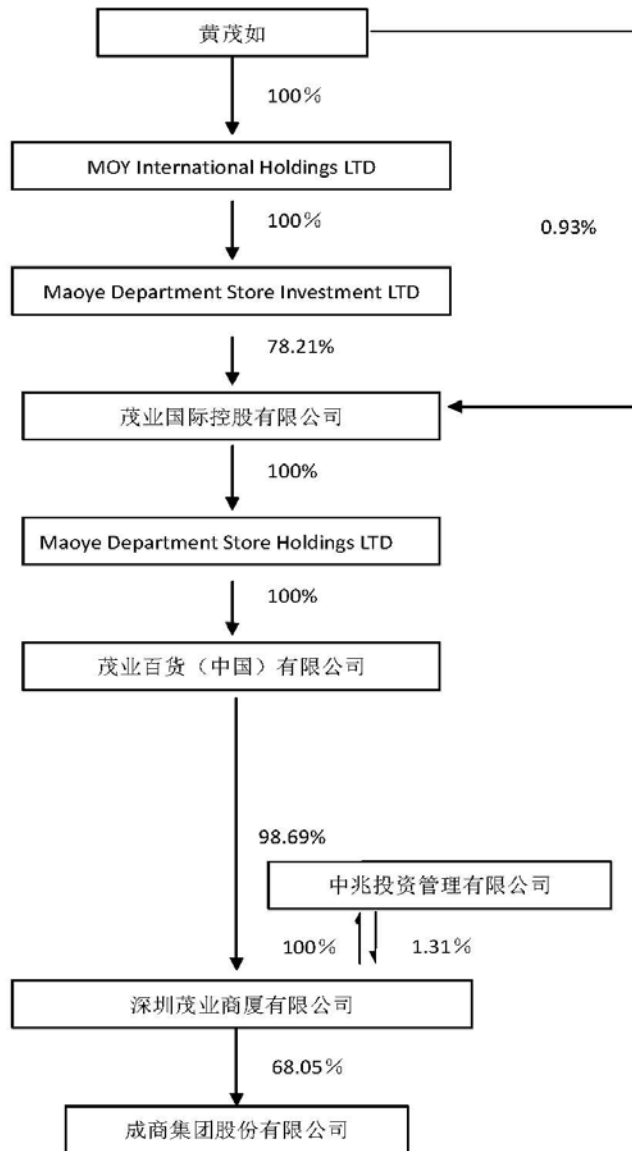 黄茂如
100%
MOY International Holdings LTD
100%
0.93%
Maoye Department Store Investment LTD
78.21%
茂业国际控股有限公司
100%
Maoye Department Store Holdings LTD
100%
茂业百货（中国）有限公司
98.69%
中兆投资管理有限公司
100%
1.31%
深圳茂业商厦有限公司
68.05%
成商集团股份有限公司